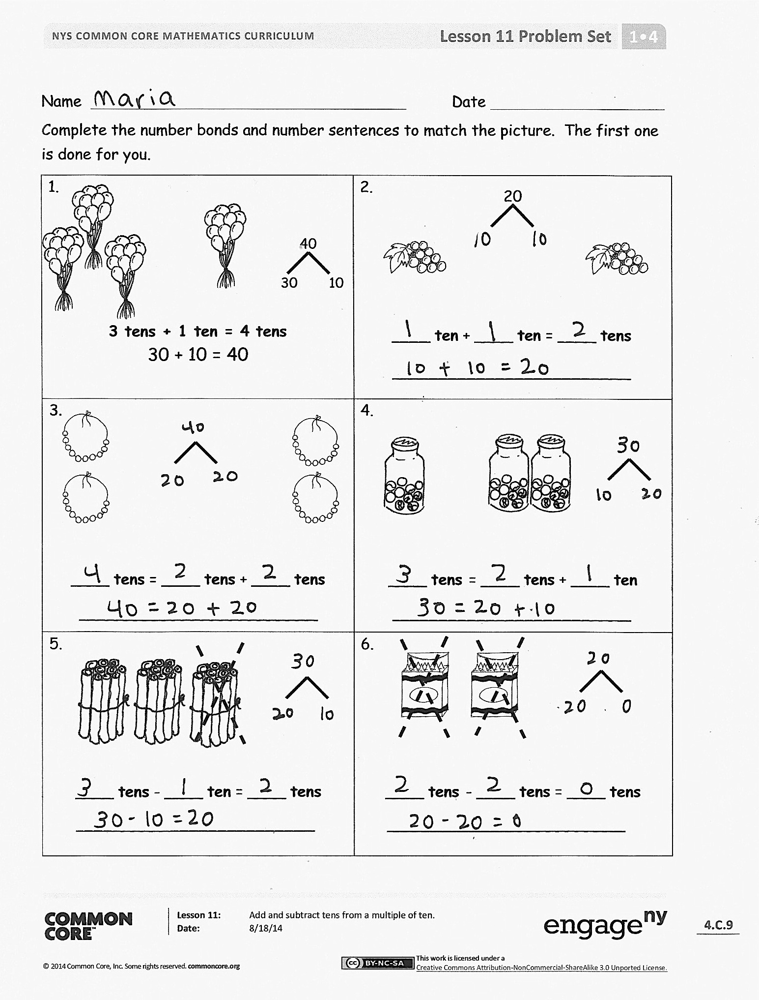 NYS COMMON CORE MATHEMATICS CURRICULUM Lesson 11 Problem Set 1•4
Name Maria Date
Complete the number bonds and number sentences to match the picture. The first one
is done for you.
1.
40
30 10
3 tens + 1 ten = 4 tens
30 + 10 = 40
2.
20
10 10
1 ten + 1 ten = 2 tens
10 + 10 = 20
3.
40
20 20
4 tens = 2 tens + 2 tens
40 = 20 + 20
4.
30
10 20
3 tens = 2 tens + 1 ten
30 = 20 + 10
5.
30
20 10
3 tens - 1 ten = 2 tens
30 - 10 = 20
6.
20
20 0
2 tens - 2 tens = 0 tens
20 - 20 = 0
COMMON
CORE™
Lesson 11: Add and subtract tens from a multiple of ten.
Date: 8/18/14
engageny
4.C.9
© 2014 Common Core, Inc. Some rights reserved. commoncore.org
cc BY-NC-SA
This work is licensed under a
Creative Commons Attribution-NonCommercial-ShareAlike 3.0 Unported License.